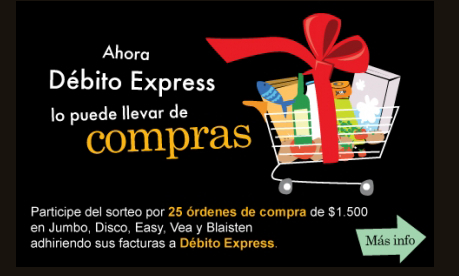 Ahora
Débito Express
lo puede llevar de
compras
Participe del sorteo por 25 órdenes de compra de $1.500
en Jumbo, Disco, Easy, Vea y Blaisten
adhiriendo sus facturas a Débito Express.
Más info